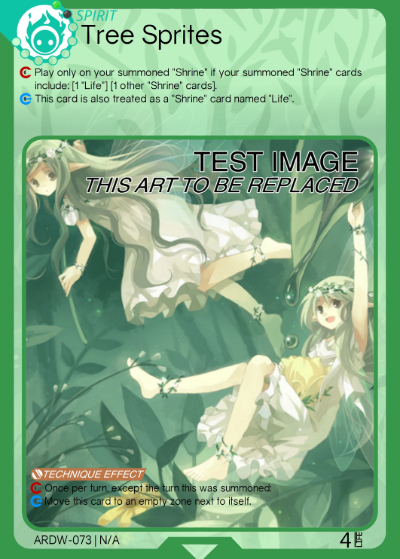 SPIRIT
Tree Sprites
C Play only on your summoned "Shrine" if your summoned "Shrine" cards
include: [1 "Life"] [1 other "Shrine" cards].
This card is also treated as a "Shrine" card named "Life".
TEST IMAGE
THIS ART TO BE REPLACED
TECHNIQUE EFFECT
C Once per turn, except the turn this was summoned:
Move this card to an empty zone next to itself.
ARDW-073 | N/A
4 LIFE